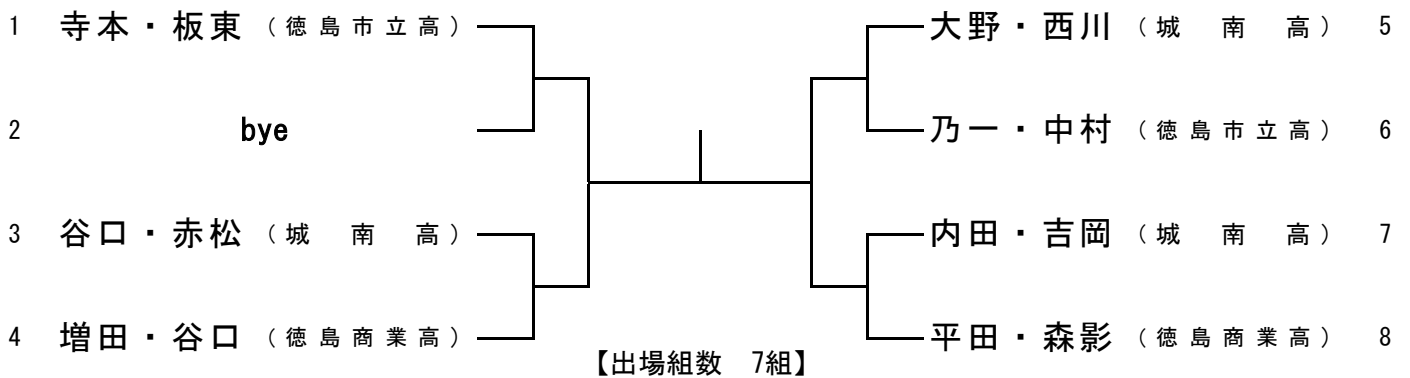 1 寺本・板東 (徳島市立高)
2 bye
3 谷口・赤松 (城南高)
4 増田・谷口 (徳島商業高)
大野・西川 (城南高) 5
乃一・中村 (徳島市立高) 6
内田・吉岡 (城南高) 7
平田・森影 (徳島商業高) 8
【出場組数 7組】